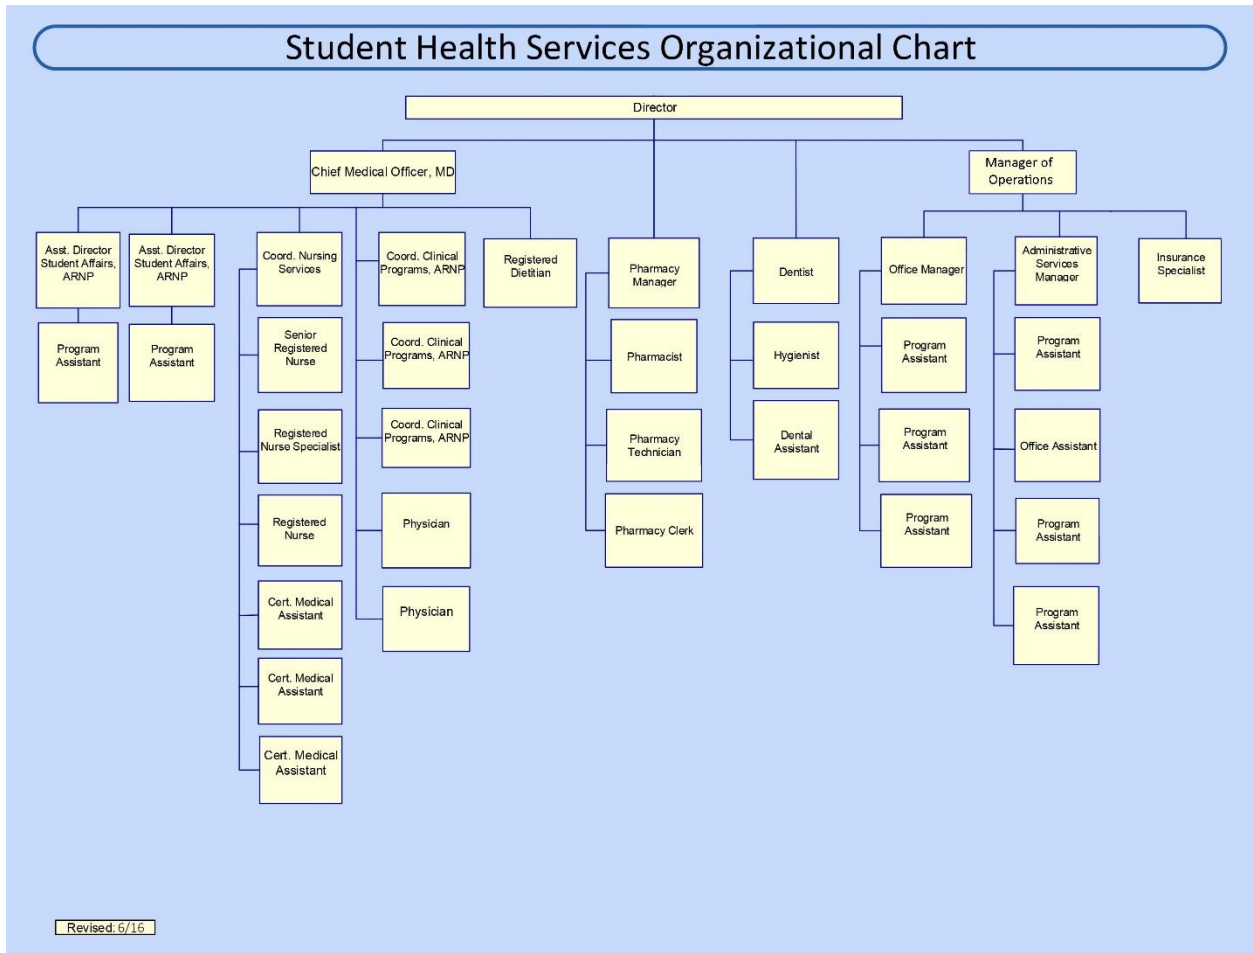 Student Health Services Organizational Chart
Director
Chief Medical Officer, MD
Manager of
Operations
Asst. Director
Student Affairs,
ARNP
Asst. Director
Student Affairs,
ARNP
Coord. Nursing
Services
Coord. Clinical
Programs, ARNP
Registered
Dietitian
Pharmacy
Manager
Dentist
Office Manager
Administrative
Services
Manager
Insurance
Specialist
Program
Assistant
Program
Assistant
Senior
Registered
Nurse
Coord. Clinical
Programs, ARNP
Pharmacist
Hygienist
Program
Assistant
Program
Assistant
Registered
Nurse Specialist
Coord. Clinical
Programs, ARNP
Pharmacy
Technician
Dental
Assistant
Program
Assistant
Office Assistant
Registered
Nurse
Physician
Pharmacy Clerk
Program
Assistant
Program
Assistant
Cert. Medical
Assistant
Physician
Program
Assistant
Cert. Medical
Assistant
Cert. Medical
Assistant
Revised: 6/16